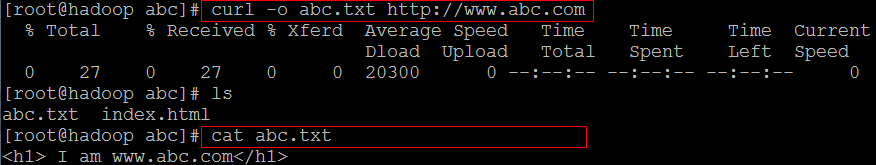 [root@hadoop abc]# curl -o abc.txt http://www.abc.com
% Total % Received % Xferd Average Speed Time Time Time Current
Dload Upload Total Spent Left Speed
0 27 0 27 0 0 20300 0 --:--:-- --:--:-- --:--:-- 0
[root@hadoop abc]# ls
abc.txt index.html
[root@hadoop abc]# cat abc.txt
<h1> I am www.abc.com</h1>